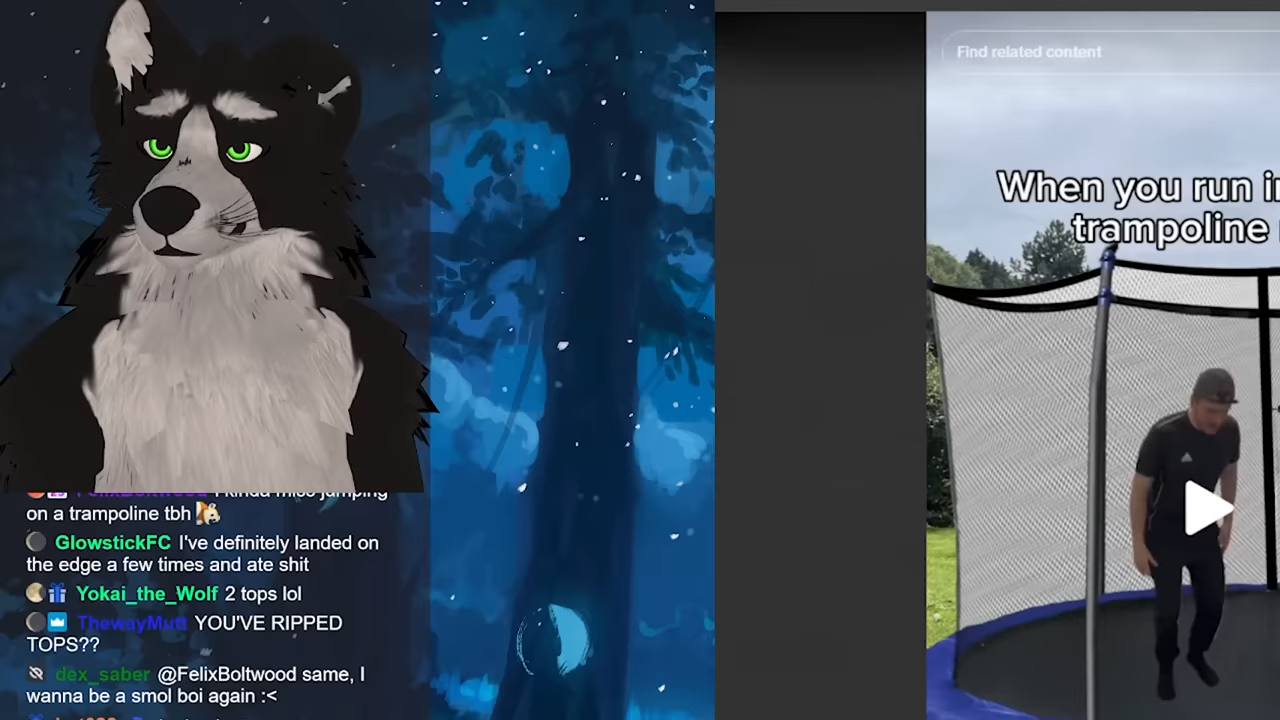 Find related content
When you run
trampoline
FelixBoltwood I kinda miss jumping
on a trampoline tbh
GlowstickFC I've definitely landed on
the edge a few times and ate shit
Yokai_the_Wolf 2 tops lol
ThewayMutt YOU'VE RIPPED
TOPS??
dex_saber @FelixBoltwood same, I
wanna be a smol boi again :<